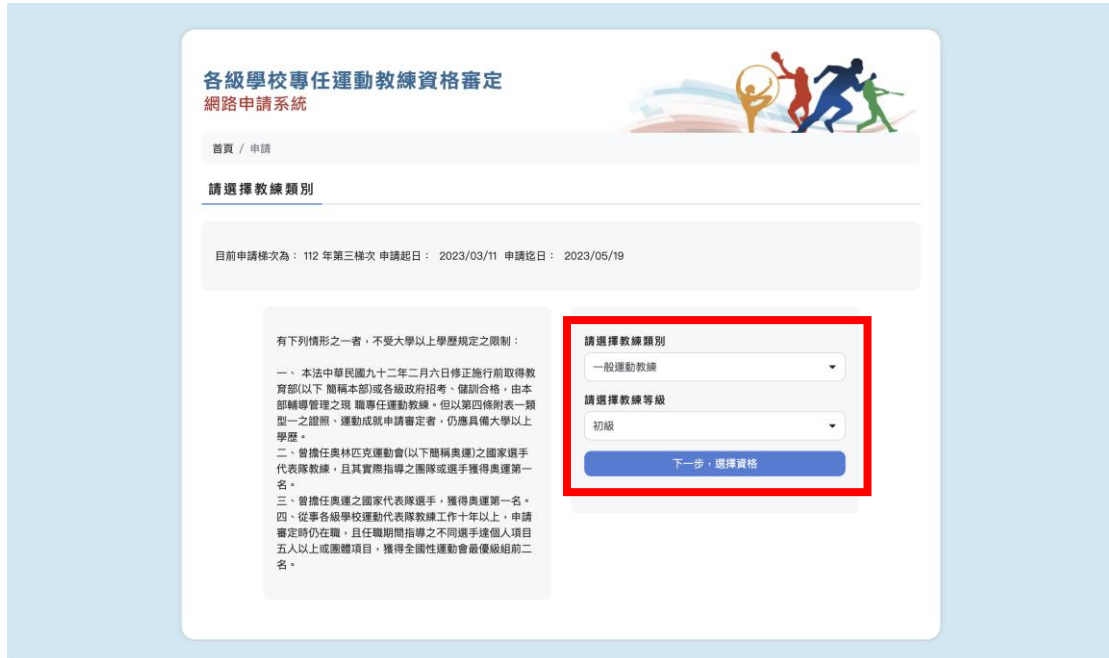 各級學校專任運動教練資格審定
網路申請系統
首頁 / 申請
請選擇教練類別
目前申請梯次為： 112 年第三梯次 申請起日： 2023/03/11 申請迄日： 2023/05/19
有下列情形之一者，不受大學以上學歷規定之限制：
一、 本法中華民國九十二年二月六日修正施行前取得教
育部(以下 簡稱本部)或各級政府招考、儲訓合格，由本
部輔導管理之現 職專任運動教練。但以第四條附表一類
型一之證照、運動成就申請審定者，仍應具備大學以上
學歷。
二、曾擔任奧林匹克運動會(以下簡稱奧運)之國家選手
代表隊教練，且其實際指導之團隊或選手獲得奧運第一
名。
三、曾擔任奧運之國家代表隊選手，獲得奧運第一名。
四、從事各級學校運動代表隊教練工作十年以上，申請
審定時仍在職，且任職期間指導之不同選手達個人項目
五人以上或團體項目，獲得全國性運動會最優級組前二
名。
請選擇教練類別
一般運動教練
請選擇教練等級
初級
下一步，選擇資格